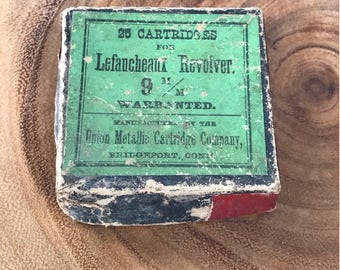 25 CARTRIDGES
FOR
Lefaucheaux Revolver.
9 M/M
WARRANTED.
MANUFACTURED BY THE
Union Metallic Cartridge Company,
BRIDGEPORT, CONN.